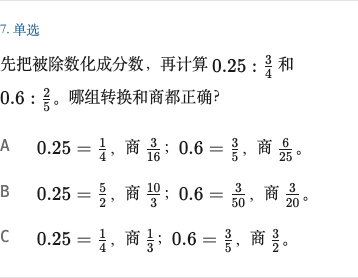 7. 单选
先把被除数化成分数，再计算 0.25 : 3/4 和
0.6 : 2/5。哪组转换和商都正确？
A 0.25 = 1/4，商 3/16；0.6 = 3/5，商 6/25。
B 0.25 = 5/2，商 10/3；0.6 = 3/50，商 3/20。
C 0.25 = 1/4，商 1/3；0.6 = 3/5，商 3/2。